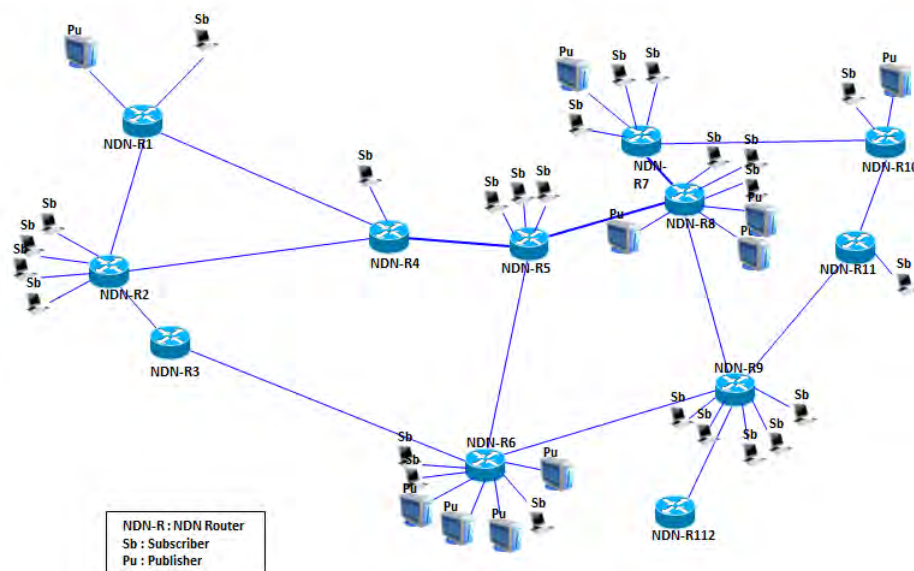 Pu
Sb
NDN-R1
Sb
Sb
Sb
Sb
NDN-R2
NDN-R3
Sb
NDN-R4
Sb
Sb
Sb
NDN-R5
Pu
Sb
Sb
Sb
NDN-
R7
Sb
Sb
Sb
Pu
Pu
Pu
NDN-R8
Sb
Pu
NDN-R10
NDN-R11
Sb
NDN-R9
Sb
Sb
Sb
Sb
Sb
NDN-R6
Sb
Sb
Pu
Pu
Pu
Sb
Pu
NDN-R112
NDN-R : NDN Router
Sb : Subscriber
Pu : Publisher